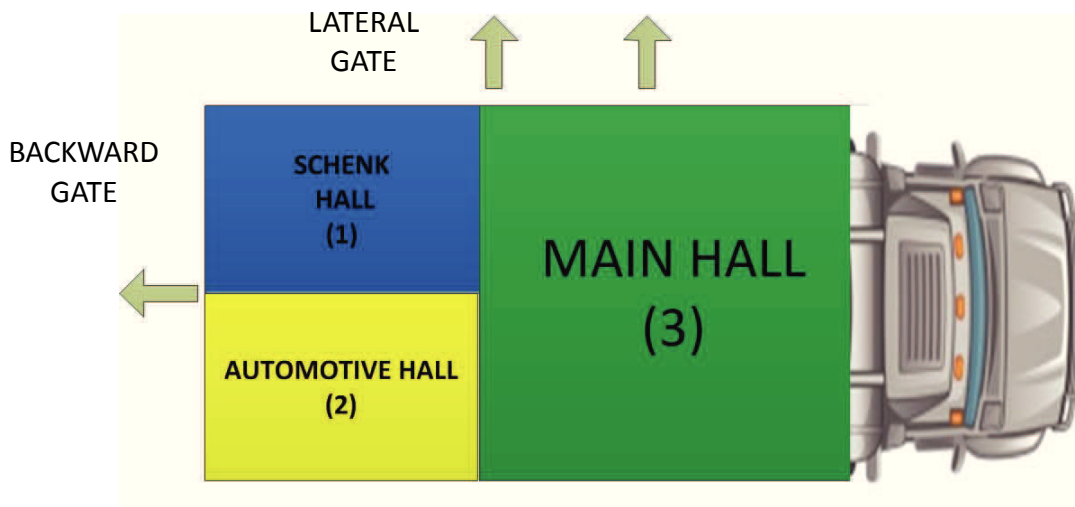 LATERAL
GATE
BACKWARD
GATE
SCHENK
HALL
(1)
AUTOMOTIVE HALL
(2)
MAIN HALL
(3)